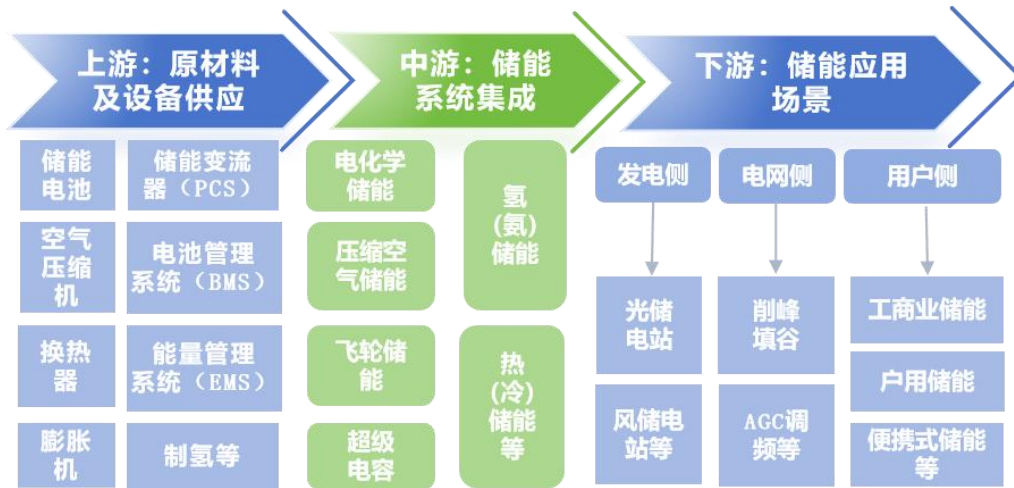 上游：原材料
及设备供应
中游：储能
系统集成
下游：储能应用
场景
储能
电池
储能变流
器（PCS）
空气
压缩
机
电池管理
系统（BMS）
换热
器
能量管理
系统（EMS）
膨胀
机
制氢等
电化学
储能
压缩空
气储能
飞轮储
能
超级
电容
氢
(氨)
储能
热
(冷)
储能
等
发电侧
电网侧
用户侧
光储
电站
风储电
站等
削峰
填谷
AGC调
频等
工商业储能
户用储能
便携式储能
等